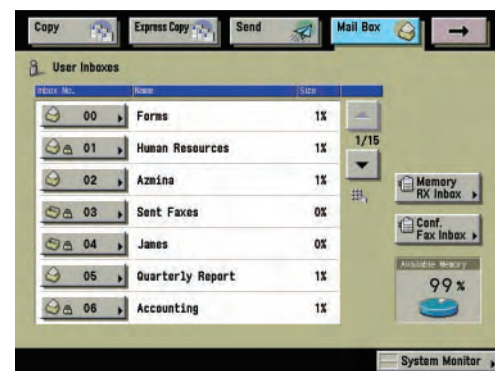 Copy Express Copy Send Mail Box
User Inboxes
Inbox No. Name Size
00 Forms 1%
01 Human Resources 1%
1/15
02 Azmina 1%
Memory
RX Inbox
03 Sent Faxes 0%
Conf.
Fax Inbox
04 James 0%
Available Memory
05 Quarterly Report 1%
99%
06 Accounting 1%
System Monitor